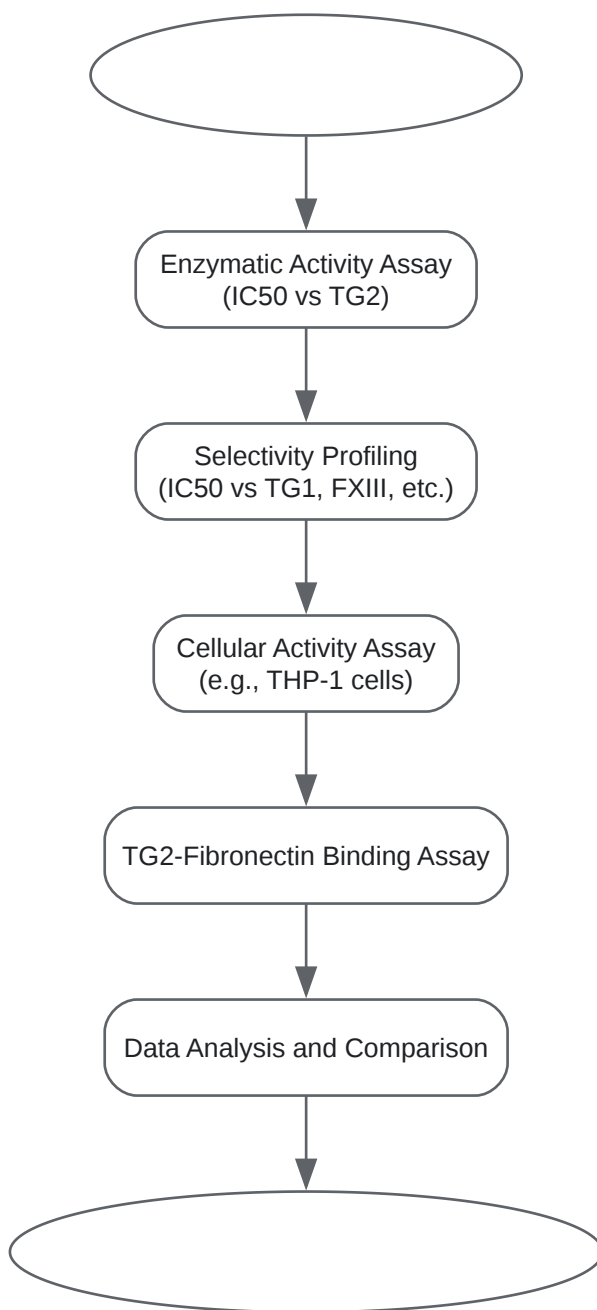 Enzymatic Activity Assay
(IC50 vs TG2)
Selectivity Profiling
(IC50 vs TG1, FXIII, etc.)
Cellular Activity Assay
(e.g., THP-1 cells)
TG2-Fibronectin Binding Assay
Data Analysis and Comparison